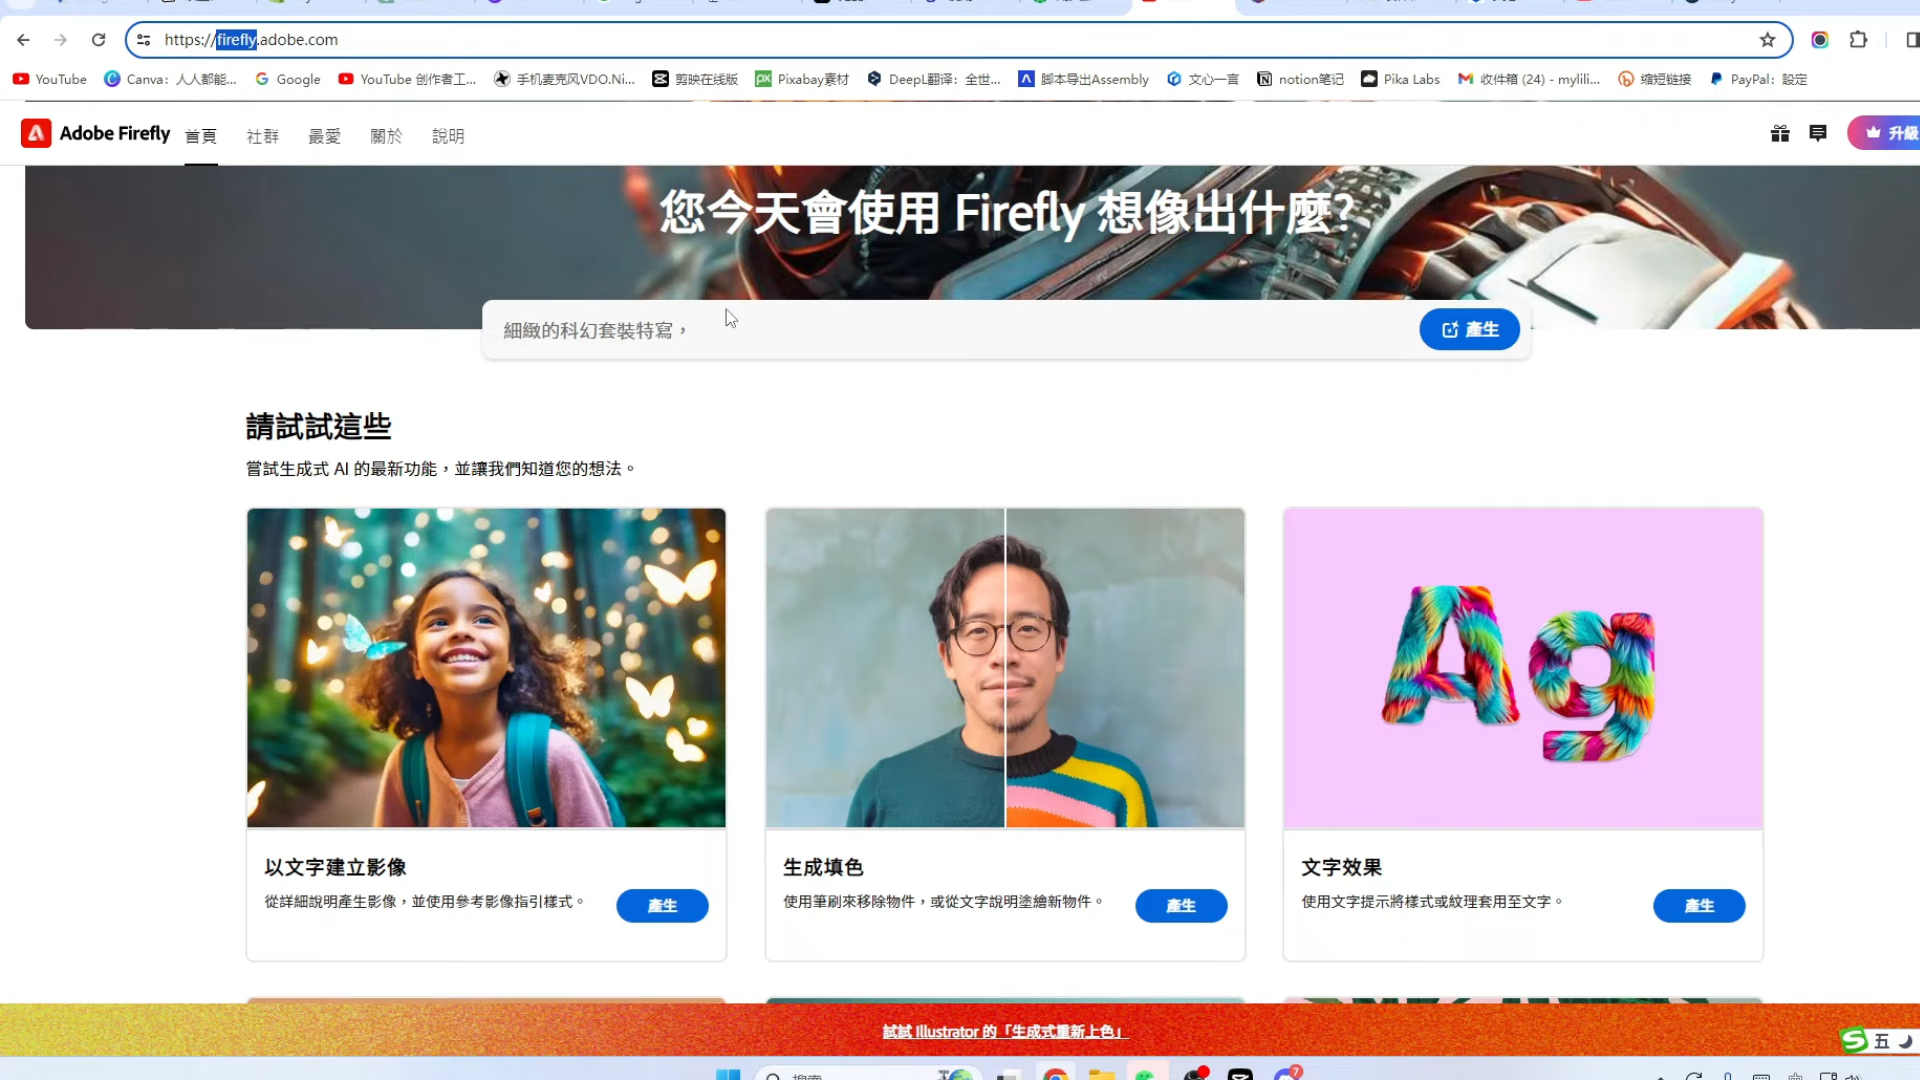 https://firefly.adobe.com
YouTube Canva：人人都能... Google YouTube 创作者工... 手机麦克风VDO.Ni... 剪映在线版 Pixabay素材 DeepL翻译：全世... 脚本导出Assembly 文心一言 notion笔记 Pika Labs 收件箱 (24) - mylili... 缩短链接 PayPal：設定
Adobe Firefly 首頁 社群 最愛 關於 說明 升級
您今天會使用 Firefly 想像出什麼?
細緻的科幻套裝特寫， 產生
請試試這些
嘗試生成式 AI 的最新功能，並讓我們知道您的想法。
Ag
以文字建立影像 生成填色 文字效果
從詳細說明產生影像，並使用參考影像指引樣式。 產生 使用筆刷來移除物件，或從文字說明塗繪新物件。 產生 使用文字提示將樣式或紋理套用至文字。 產生
試試 Illustrator 的「生成式重新上色」
五
搜索
7